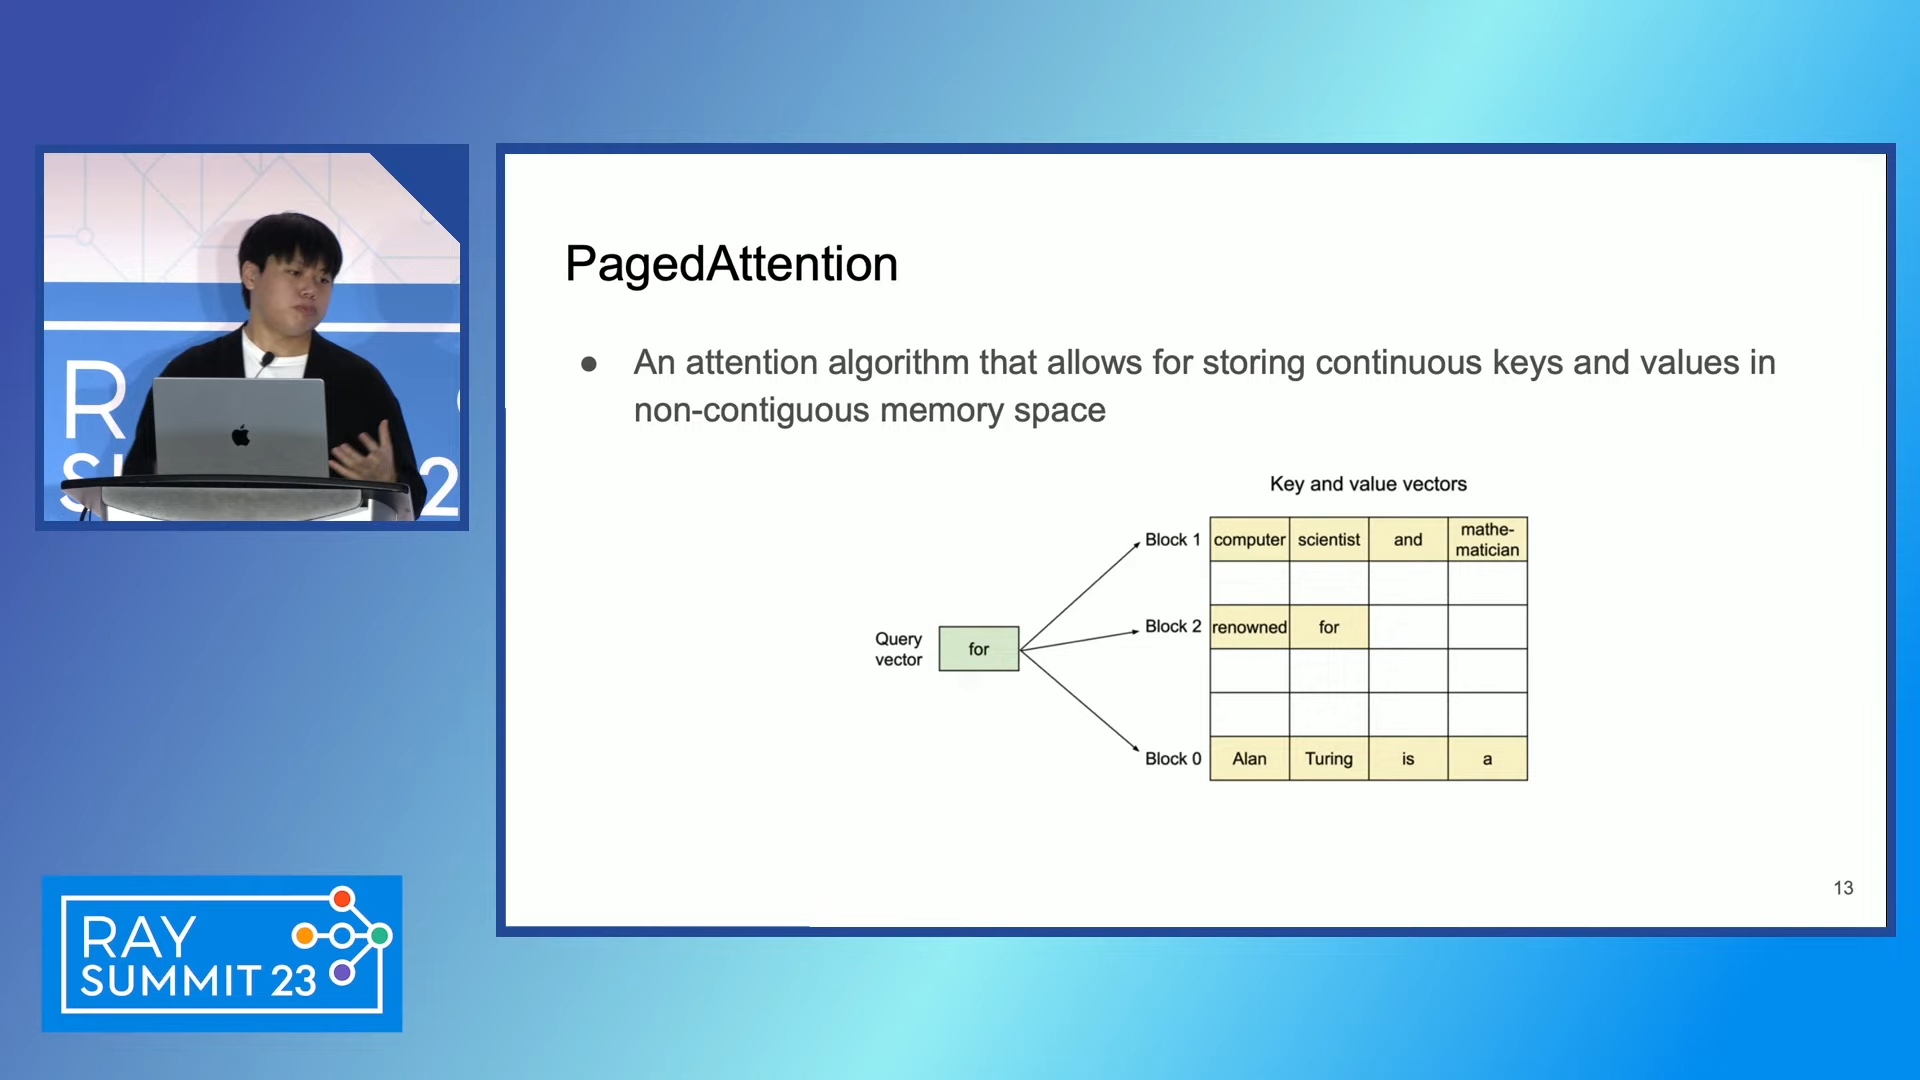 PagedAttention
● An attention algorithm that allows for storing continuous keys and values in
non-contiguous memory space
Key and value vectors
Block 1 computer scientist and mathe-
matician
Query
vector
for
Block 2 renowned for
Block 0 Alan Turing is a
13
R
S
2
RAY
SUMMIT 23